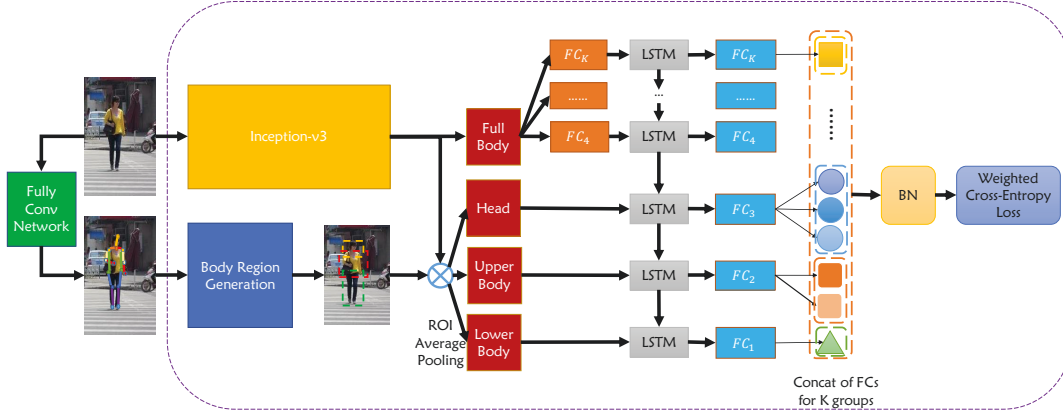 Fully
Conv
Network
Inception-v3
Body Region
Generation
ROI
Average
Pooling
Full
Body
Head
Upper
Body
Lower
Body
FC_K
LSTM
FC_K
......
...
......
FC_4
LSTM
FC_4
LSTM
FC_3
LSTM
FC_2
LSTM
FC_1
Concat of FCs
for K groups
BN
Weighted
Cross-Entropy
Loss